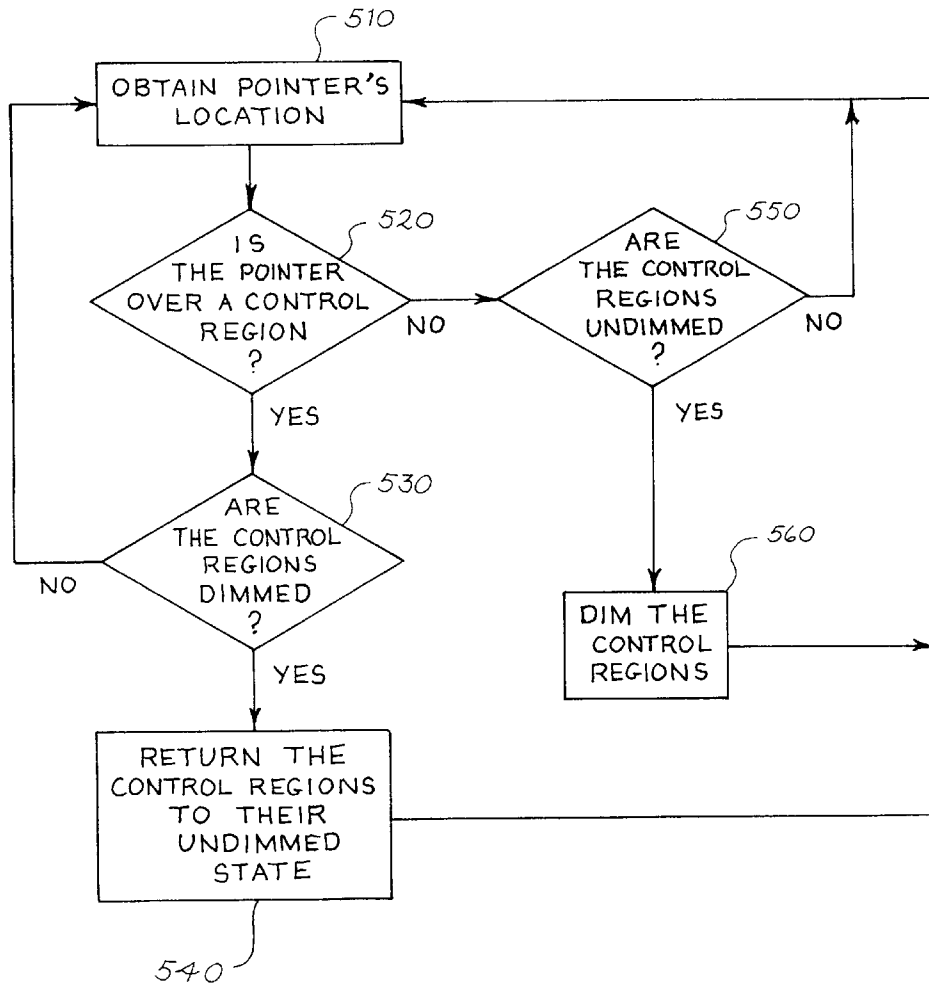 510
OBTAIN POINTER'S
LOCATION
520
IS
THE POINTER
OVER A CONTROL
REGION
?
NO
YES
550
ARE
THE CONTROL
REGIONS
UNDIMMED
?
NO
YES
530
ARE
THE CONTROL
REGIONS
DIMMED
?
NO
YES
560
DIM THE
CONTROL
REGIONS
RETURN THE
CONTROL REGIONS
TO THEIR
UNDIMMED
STATE
540